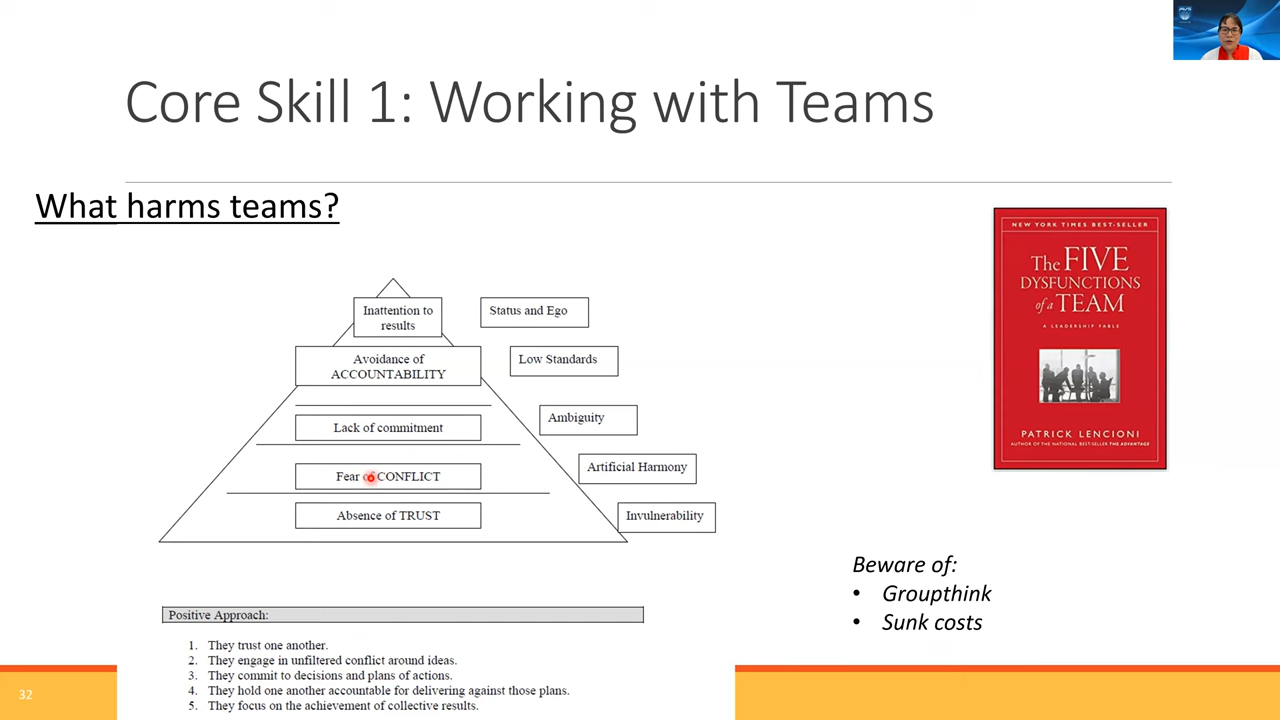 Core Skill 1: Working with Teams
What harms teams?
Inattention to
results
Status and Ego
Avoidance of
ACCOUNTABILITY
Low Standards
Lack of commitment
Ambiguity
Fear of CONFLICT
Artificial Harmony
Absence of TRUST
Invulnerability
NEW YORK TIMES BEST-SELLER
The FIVE
DYSFUNCTIONS
of a TEAM
A LEADERSHIP FABLE
PATRICK LENCIONI
AUTHOR OF THE NATIONAL BEST-SELLER THE ADVANTAGE
Beware of:
• Groupthink
• Sunk costs
Positive Approach:
1. They trust one another.
2. They engage in unfiltered conflict around ideas.
3. They commit to decisions and plans of actions.
4. They hold one another accountable for delivering against those plans.
5. They focus on the achievement of collective results.
32